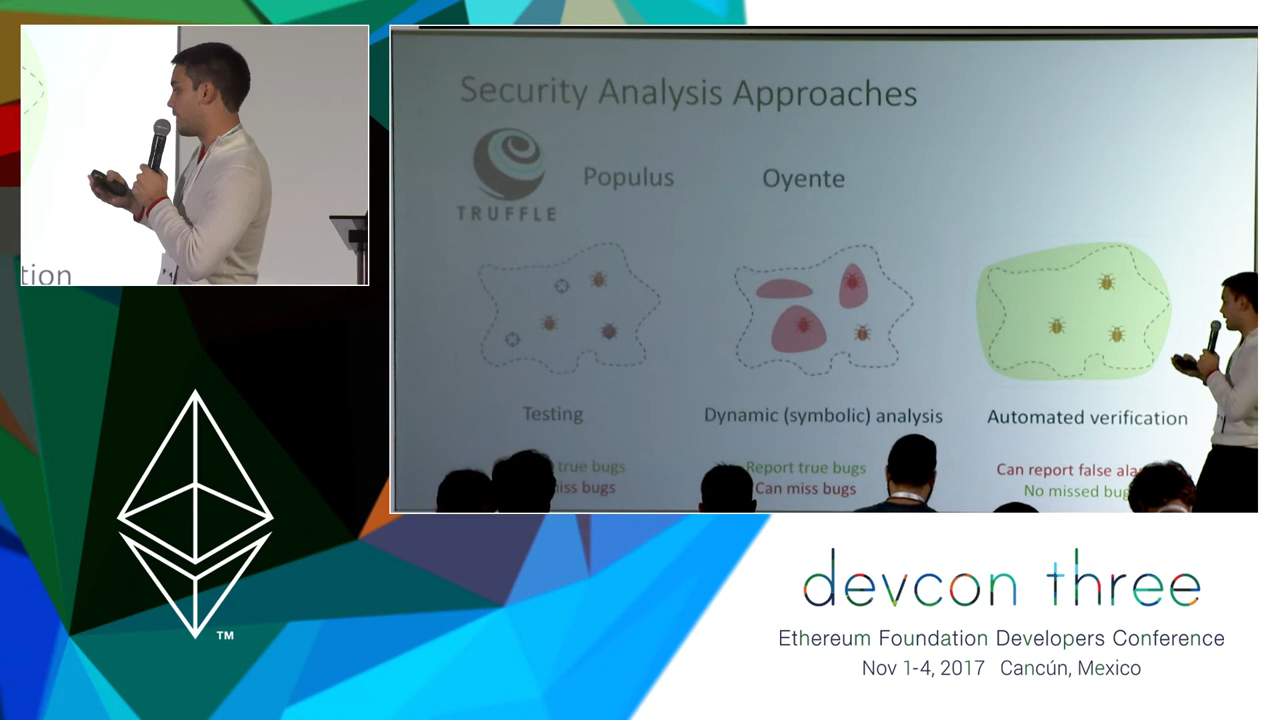 tion
Security Analysis Approaches
TRUFFLE
Populus
Oyente
Testing
Dynamic (symbolic) analysis
Automated verification
true bugs
Report true bugs
Can report false
miss bugs
Can miss bugs
No missed
TM
devcon three
Ethereum Foundation Developers Conference
Nov 1-4, 2017 Cancún, Mexico